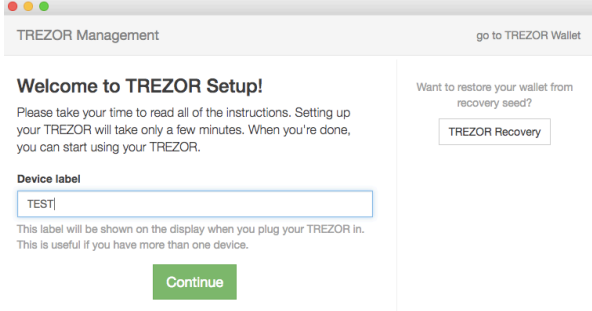 TREZOR Management
go to TREZOR Wallet
Welcome to TREZOR Setup!
Please take your time to read all of the instructions. Setting up
your TREZOR will take only a few minutes. When you're done,
you can start using your TREZOR.
Device label
TEST
This label will be shown on the display when you plug your TREZOR in.
This is useful if you have more than one device.
Continue
Want to restore your wallet from
recovery seed?
TREZOR Recovery